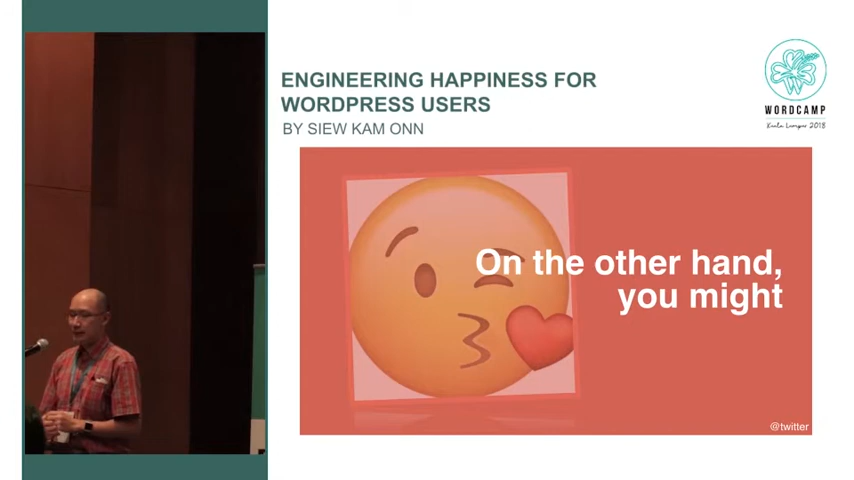 ENGINEERING HAPPINESS FOR
WORDPRESS USERS
BY SIEW KAM ONN
WORDCAMP
Kuala Lumpur 2018
On the other hand,
you might
@twitter